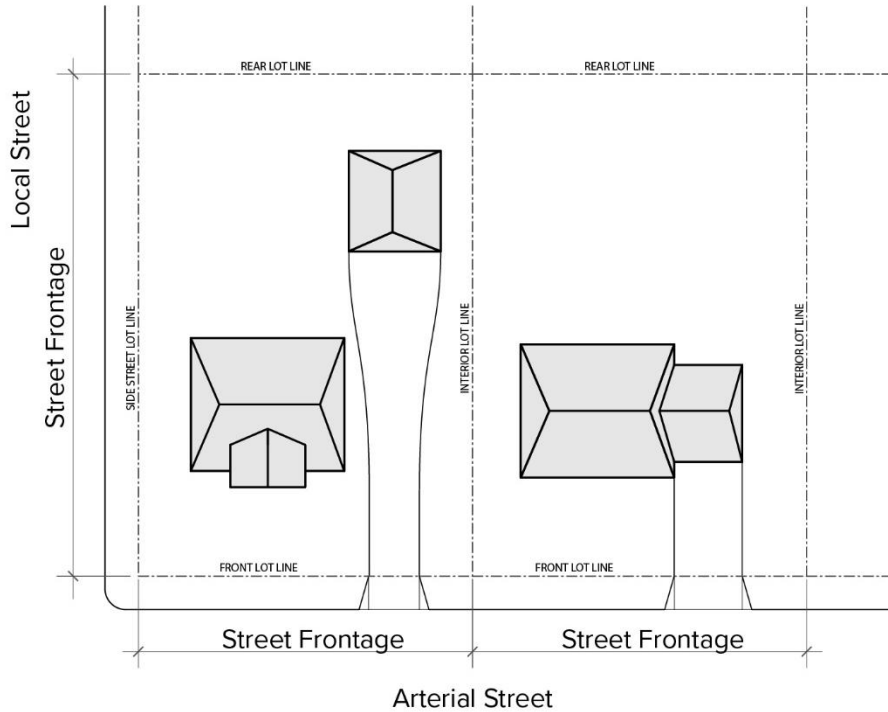 REAR LOT LINE
REAR LOT LINE
Local Street
Street Frontage
SIDE STREET LOT LINE
INTERIOR LOT LINE
INTERIOR LOT LINE
FRONT LOT LINE
FRONT LOT LINE
Street Frontage
Street Frontage
Arterial Street